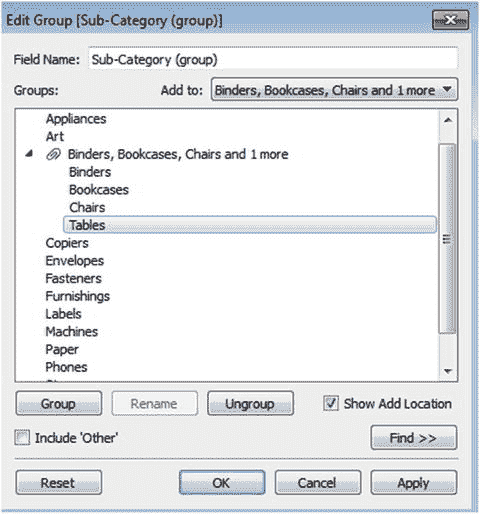 Edit Group [Sub-Category (group)]
Field Name: Sub-Category (group)
Groups: Add to: Binders, Bookcases, Chairs and 1 more
Appliances
Art
Binders, Bookcases, Chairs and 1 more
Binders
Bookcases
Chairs
Tables
Copiers
Envelopes
Fasteners
Furnishings
Labels
Machines
Paper
Phones
Group Rename Ungroup Show Add Location
Include 'Other' Find >>
Reset OK Cancel Apply